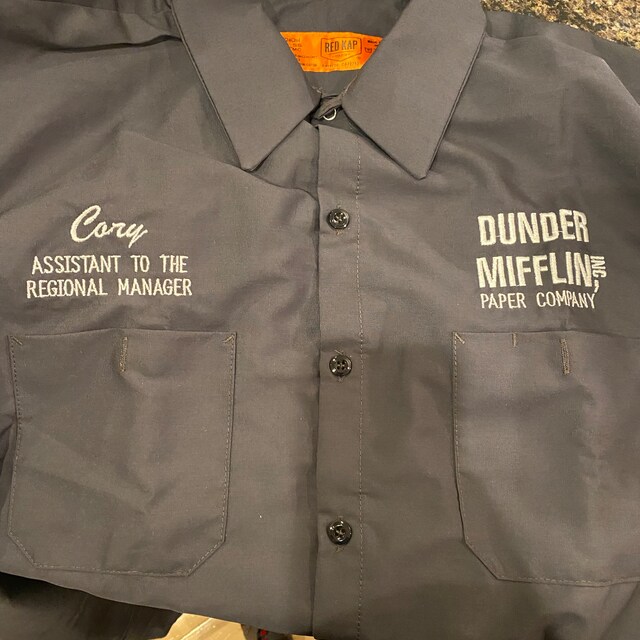 RED KAP
Cory
ASSISTANT TO THE
REGIONAL MANAGER
DUNDER
MIFFLIN, INC
PAPER COMPANY